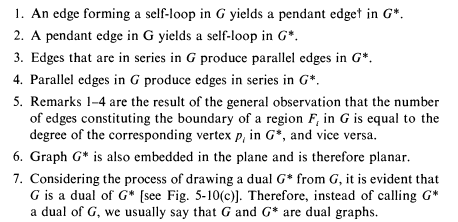 1. An edge forming a self-loop in G yields a pendant edge† in G*.
2. A pendant edge in G yields a self-loop in G*.
3. Edges that are in series in G produce parallel edges in G*.
4. Parallel edges in G produce edges in series in G*.
5. Remarks 1–4 are the result of the general observation that the number
of edges constituting the boundary of a region Fᵢ in G is equal to the
degree of the corresponding vertex pᵢ in G*, and vice versa.
6. Graph G* is also embedded in the plane and is therefore planar.
7. Considering the process of drawing a dual G* from G, it is evident that
G is a dual of G* [see Fig. 5-10(c)]. Therefore, instead of calling G*
a dual of G, we usually say that G and G* are dual graphs.